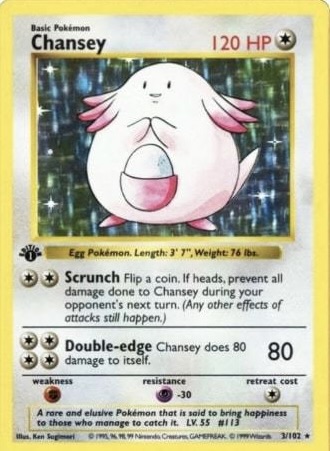 Basic Pokémon
Chansey 120 HP
EDITION
1
Egg Pokémon. Length: 3' 7", Weight: 76 lbs.
Scrunch Flip a coin. If heads, prevent all
damage done to Chansey during your
opponent's next turn. (Any other effects of
attacks still happen.)
Double-edge Chansey does 80
damage to itself.
80
weakness resistance retreat cost
-30
A rare and elusive Pokémon that is said to bring happiness
to those who manage to catch it. LV. 55 #113
Illus. Ken Sugimori © 1995, 96, 98, 99 Nintendo, Creatures, GAMEFREAK. © 1999 Wizards. 3/102 ★